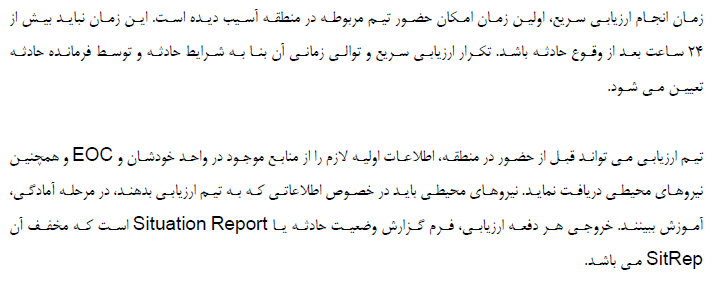 زمان انجام ارزیابی سریع، اولین زمان امکان حضور تیم مربوطه در منطقه آسیب دیده است. این زمان نباید بیش از
۲۴ ساعت بعد از وقوع حادثه باشد. تکرار ارزیابی سریع و توالی زمانی آن بنا به شرایط حادثه و توسط فرمانده حادثه
تعیین می شود.
تیم ارزیابی می تواند قبل از حضور در منطقه، اطلاعات اولیه لازم را از منابع موجود در واحد خودشان و EOC و همچنین
نیروهای محیطی دریافت نماید. نیروهای محیطی باید در خصوص اطلاعاتی که به تیم ارزیابی بدهند، در مرحله آمادگی،
آموزش ببینند. خروجی هر دفعه ارزیابی، فرم گزارش وضعیت حادثه یا Situation Report است که مخفف آن
SitRep می باشد.